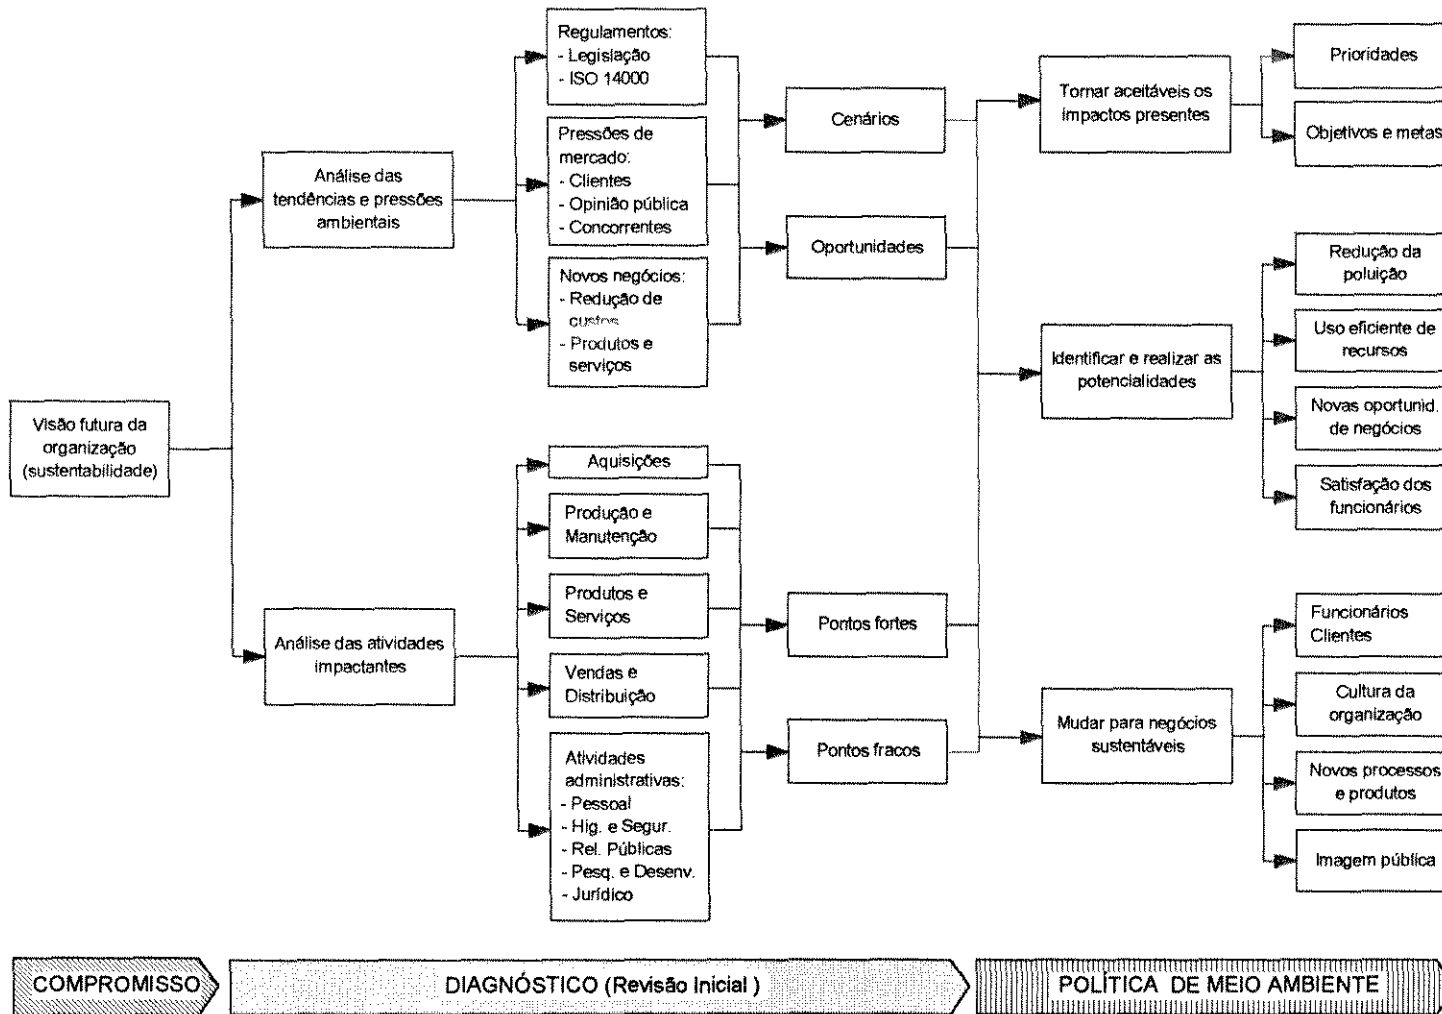 Visão futura da
organização
(sustentabilidade)
Análise das
tendências e pressões
ambientais
Análise das atividades
impactantes
Regulamentos:
- Legislação
- ISO 14000
Pressões de
mercado:
- Clientes
- Opinião pública
- Concorrentes
Novos negócios:
- Redução de
custos
- Produtos e
serviços
Aquisições
Produção e
Manutenção
Produtos e
Serviços
Vendas e
Distribuição
Atividades
administrativas:
- Pessoal
- Hig. e Segur.
- Rel. Públicas
- Pesq. e Desenv.
- Jurídico
Cenários
Oportunidades
Pontos fortes
Pontos fracos
Tornar aceitáveis os
impactos presentes
Identificar e realizar as
potencialidades
Mudar para negócios
sustentáveis
Prioridades
Objetivos e metas
Redução da
poluição
Uso eficiente de
recursos
Novas oportunid.
de negócios
Satisfação dos
funcionários
Funcionários
Clientes
Cultura da
organização
Novos processos
e produtos
Imagem pública
COMPROMISSO
DIAGNÓSTICO (Revisão Inicial )
POLÍTICA DE MEIO AMBIENTE